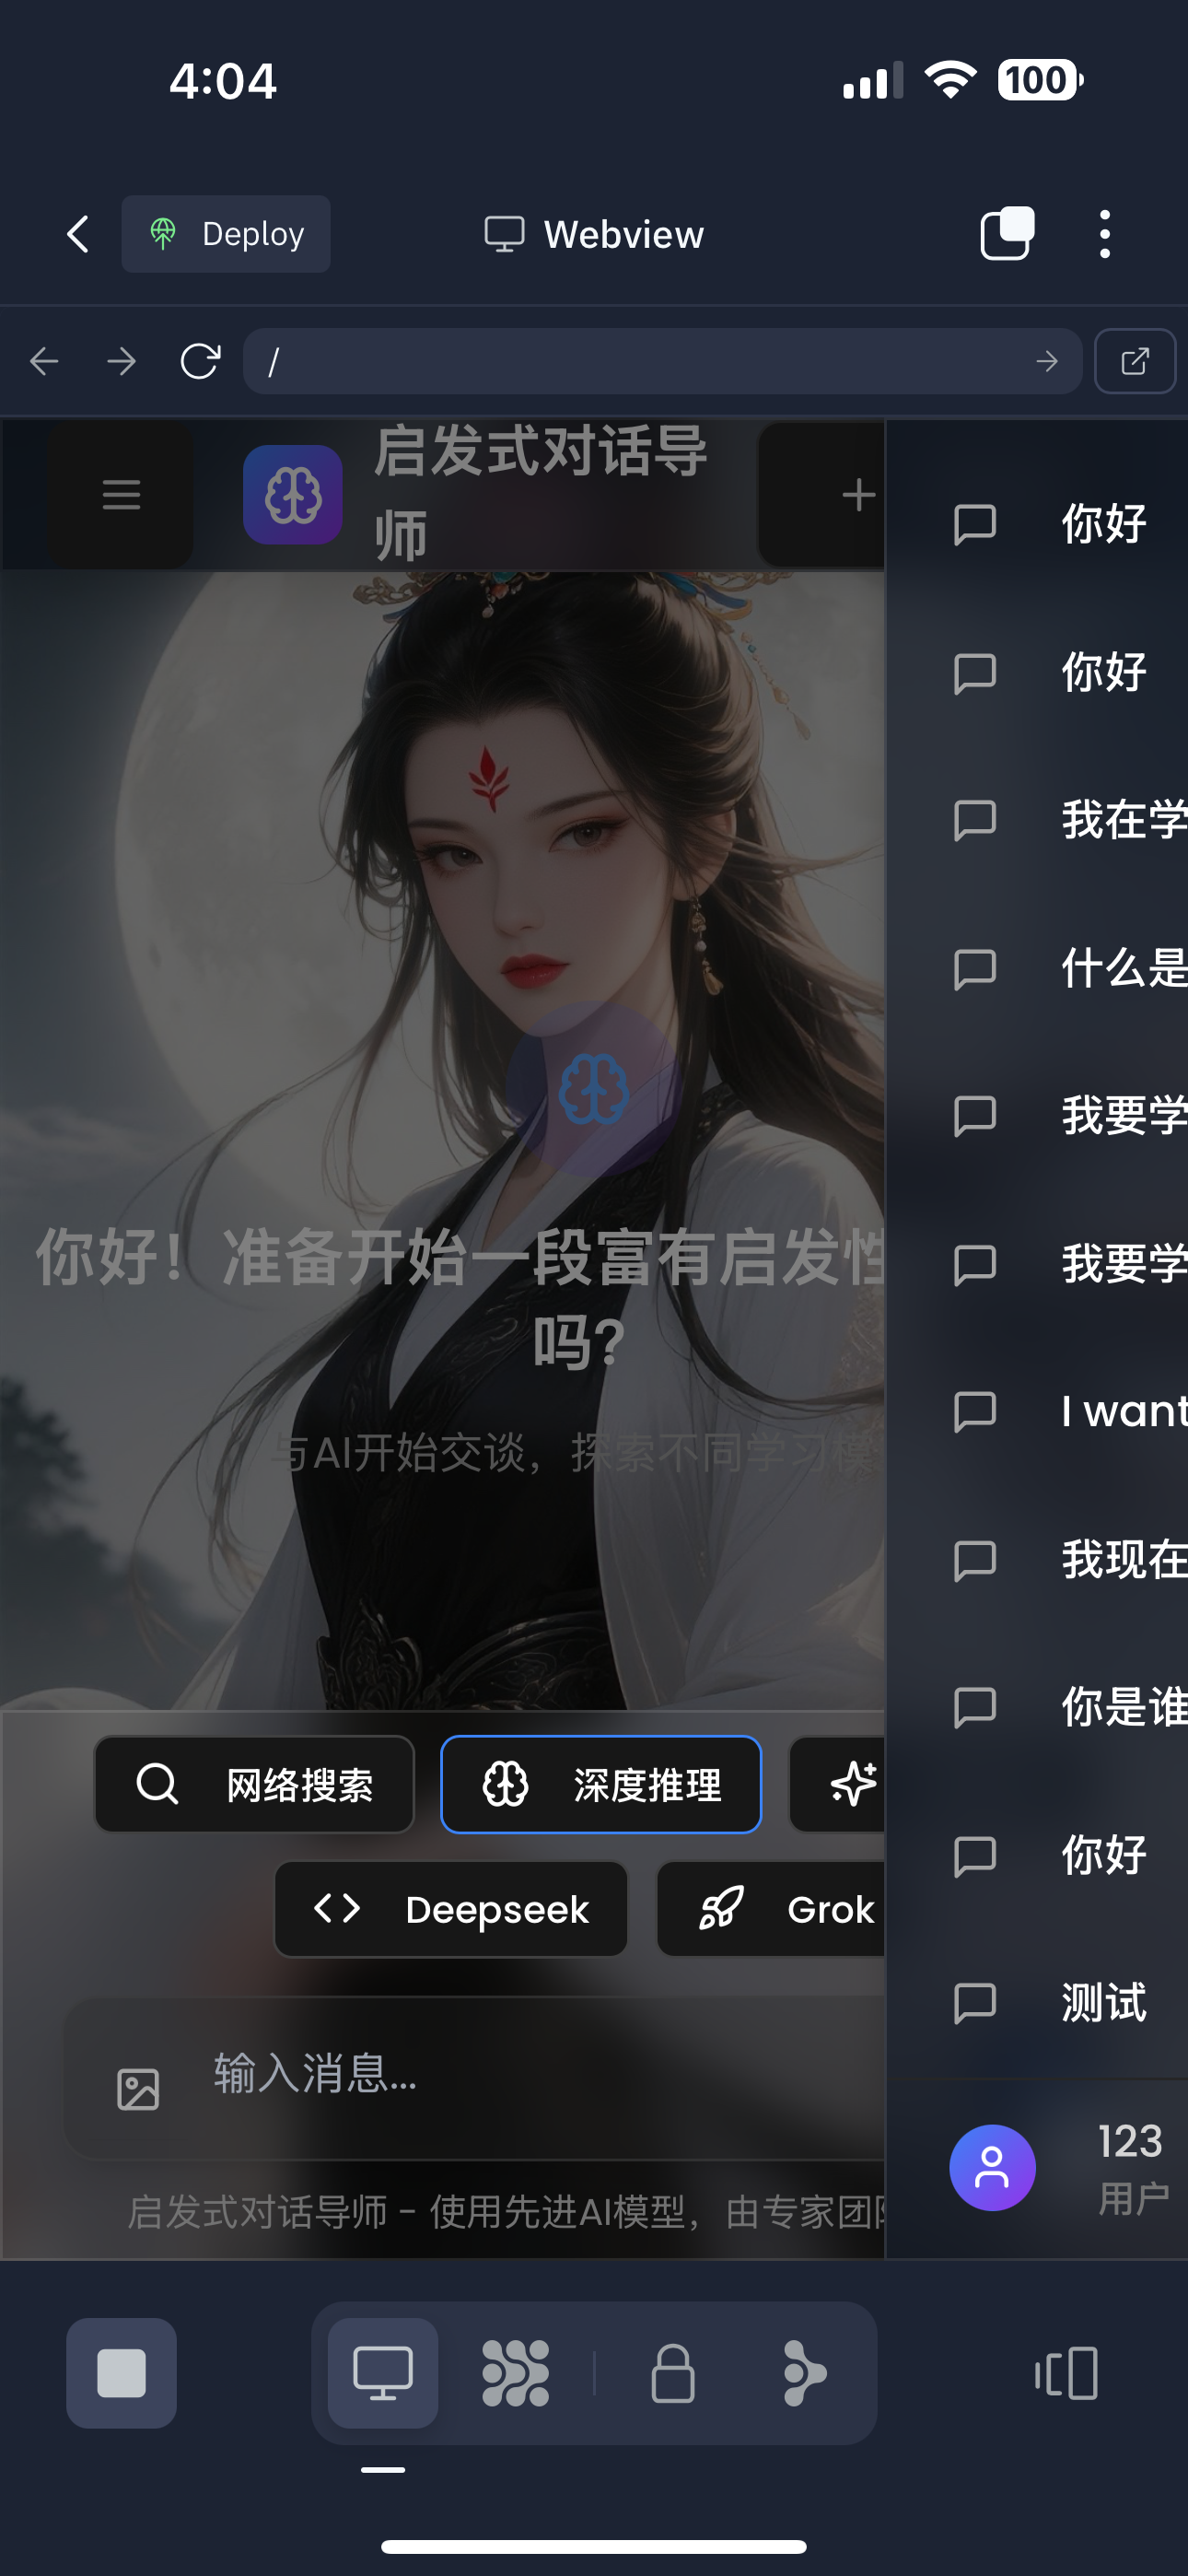 4:04
100
Deploy
Webview
/
启发式对话导
师
你好！准备开始一段富有启发性
吗?
与AI开始交谈，探索不同学习模
网络搜索
深度推理
Deepseek
Grok
输入消息...
启发式对话导师 - 使用先进AI模型，由专家团队
你好
你好
我在学
什么是
我要学
我要学
I want
我现在
你是谁
你好
测试
123
用户